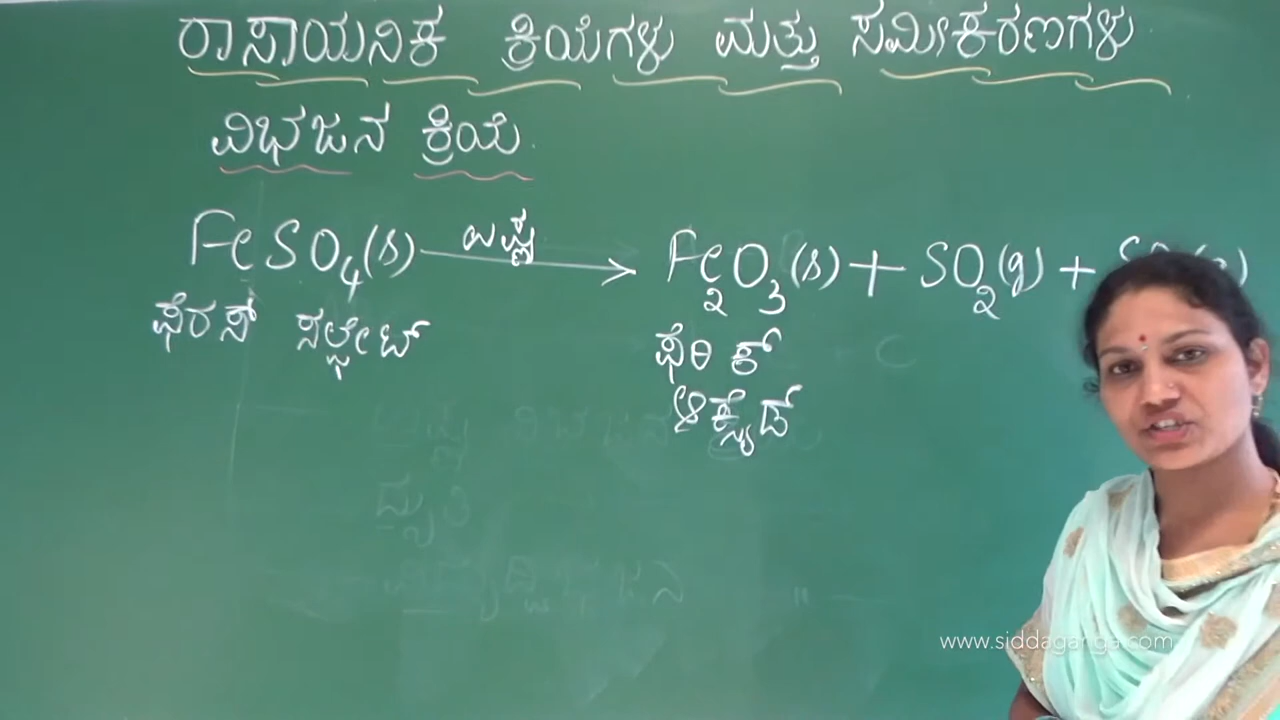 ರಾಸಾಯನಿಕ ಕ್ರಿಯೆಗಳು ಮತ್ತು ಸಮೀಕರಣಗಳು
ವಿಭಜನ ಕ್ರಿಯೆ.
FeSO₄(s) ಉಷ್ಣ → Fe₂O₃(s) + SO₂(g) +
ಫೆರಸ್ ಸಲ್ಫೇಟ್ ಫೆರಿಕ್
ಆಕ್ಸೈಡ್
www.siddaganga.com